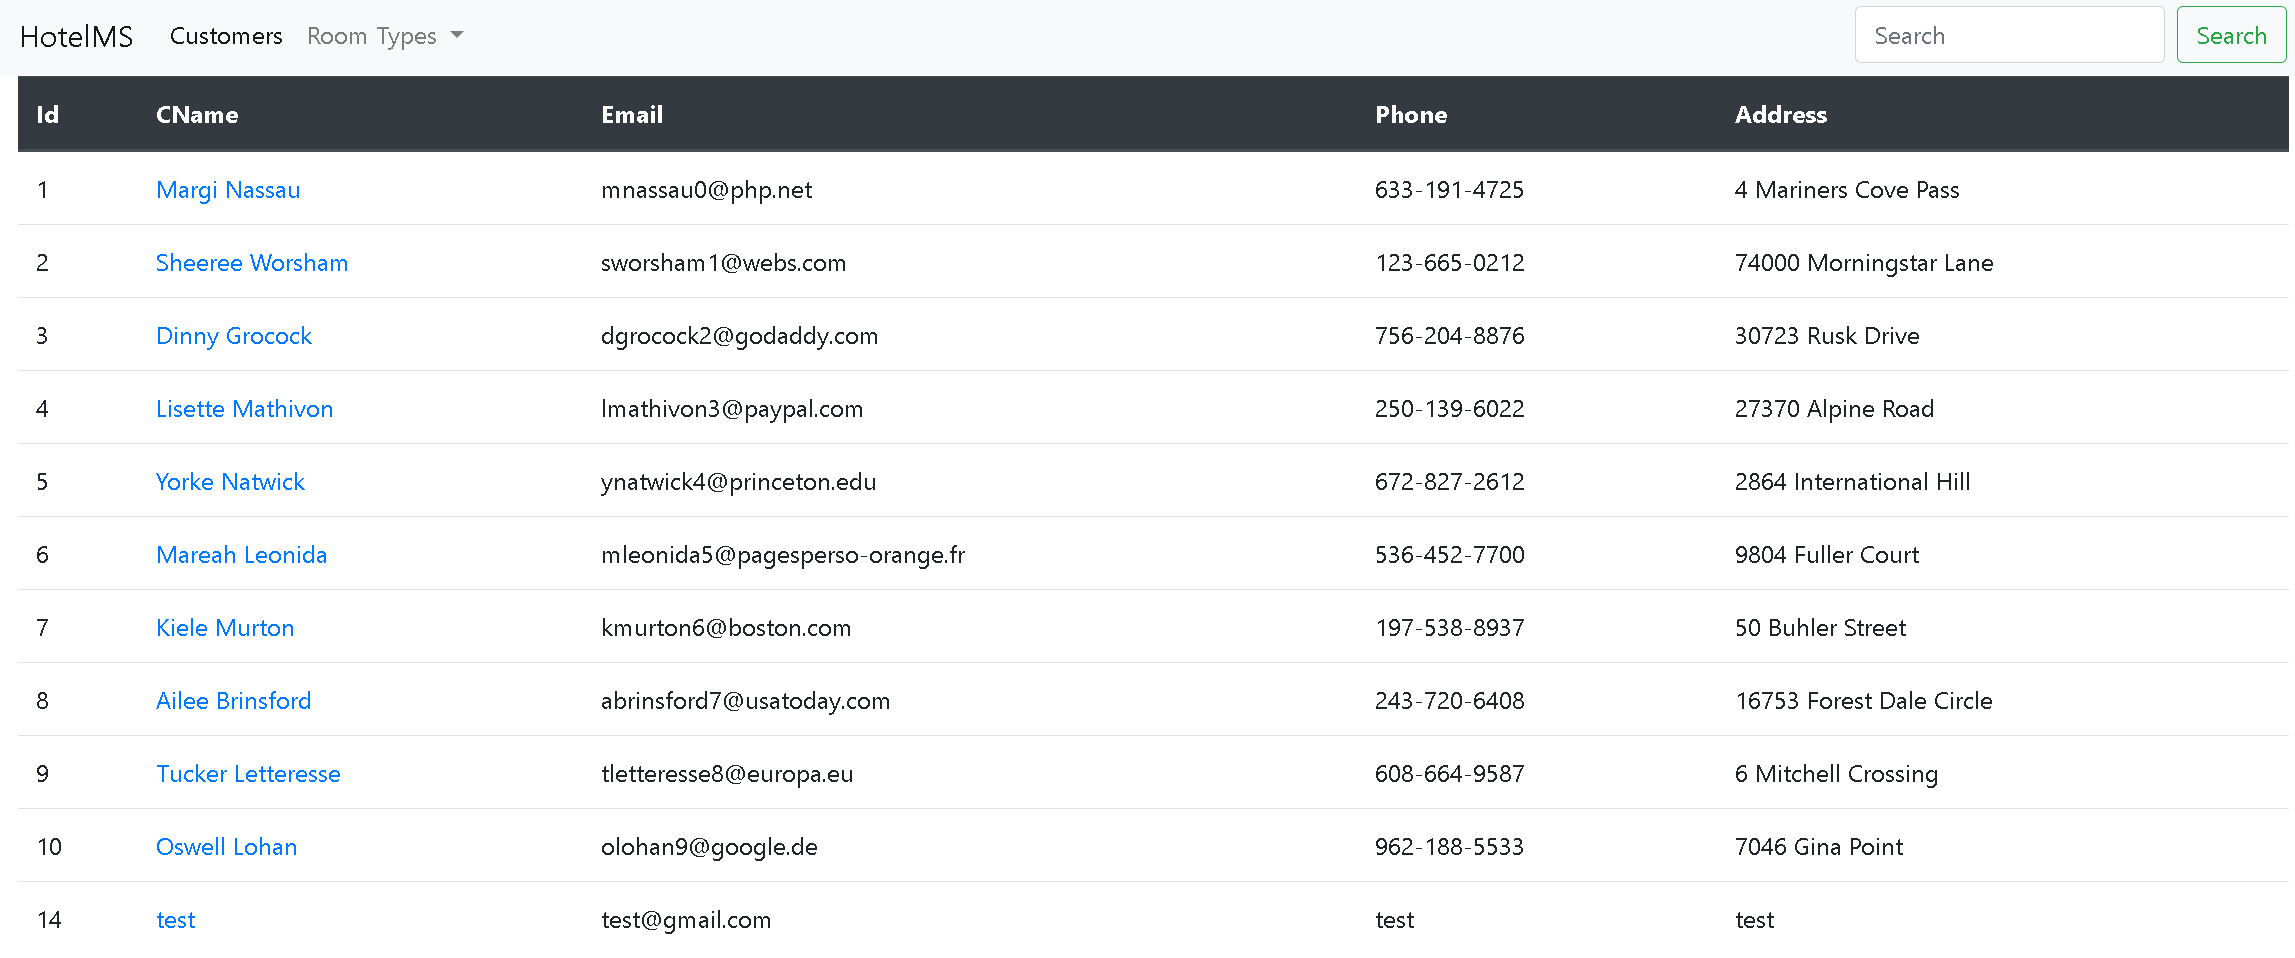 HotelMS Customers Room Types Search Search
Id CName Email Phone Address
1 Margi Nassau mnassau0@php.net 633-191-4725 4 Mariners Cove Pass
2 Sheeree Worsham sworsham1@webs.com 123-665-0212 74000 Morningstar Lane
3 Dinny Grocock dgrocock2@godaddy.com 756-204-8876 30723 Rusk Drive
4 Lisette Mathivon lmathivon3@paypal.com 250-139-6022 27370 Alpine Road
5 Yorke Natwick ynatwick4@princeton.edu 672-827-2612 2864 International Hill
6 Mareah Leonida mleonida5@pagesperso-orange.fr 536-452-7700 9804 Fuller Court
7 Kiele Murton kmurton6@boston.com 197-538-8937 50 Buhler Street
8 Ailee Brinsford abrinsford7@usatoday.com 243-720-6408 16753 Forest Dale Circle
9 Tucker Letteresse tletteresse8@europa.eu 608-664-9587 6 Mitchell Crossing
10 Oswell Lohan olohan9@google.de 962-188-5533 7046 Gina Point
14 test test@gmail.com test test